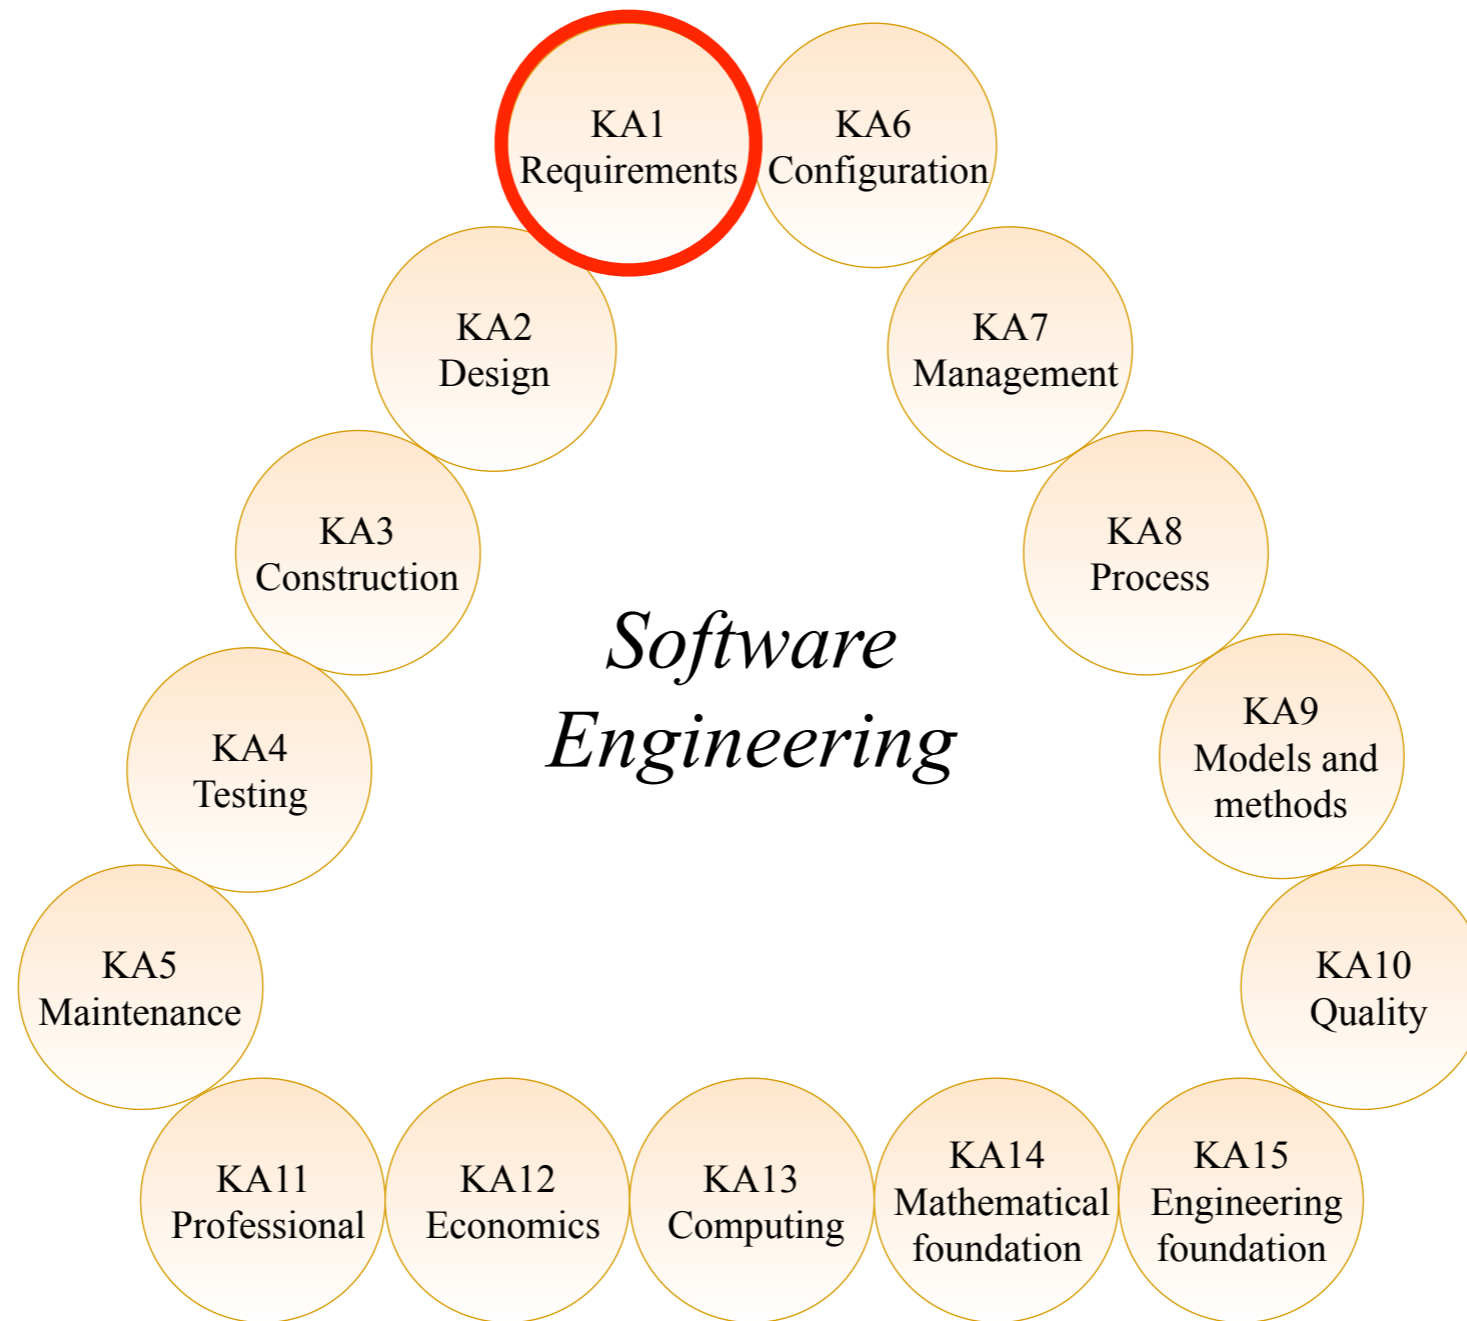 KA1
Requirements
KA6
Configuration
KA2
Design
KA7
Management
KA3
Construction
KA8
Process
Software
Engineering
KA4
Testing
KA9
Models and
methods
KA5
Maintenance
KA10
Quality
KA11
Professional
KA12
Economics
KA13
Computing
KA14
Mathematical
foundation
KA15
Engineering
foundation